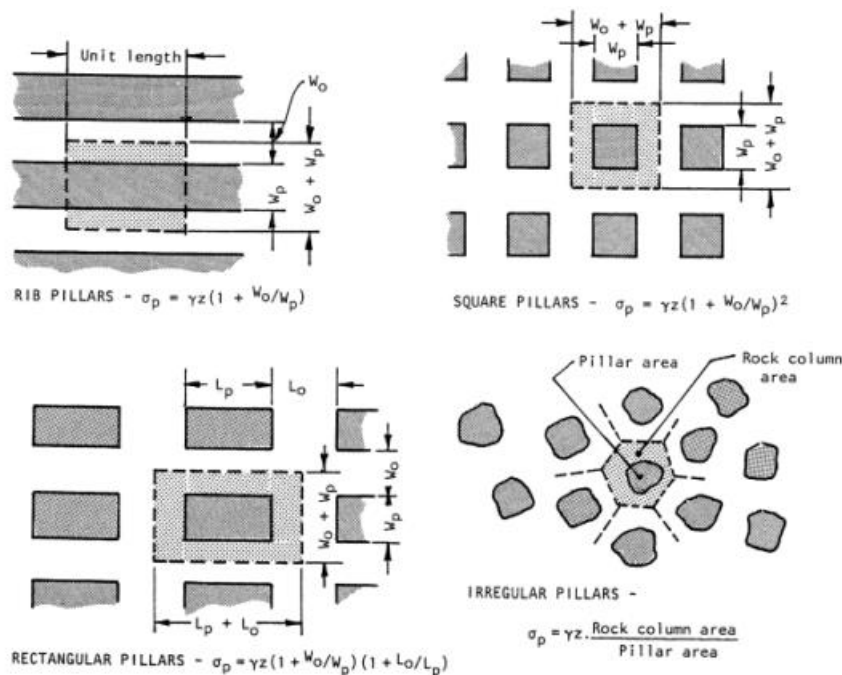 Unit length
Wo
Wp
Wo + Wp
RIB PILLARS - σp = γz(1 + Wo/Wp)
Wo + Wp
Wp
Wp
Wo + Wp
SQUARE PILLARS - σp = γz(1 + Wo/Wp)²
Lp
Lo
Wo
Wo + Wp
Wp
Lp + Lo
RECTANGULAR PILLARS - σp = γz(1 + Wo/Wp)(1 + Lo/Lp)
Pillar area
Rock column
area
IRREGULAR PILLARS -
σp = γz. Rock column area
Pillar area